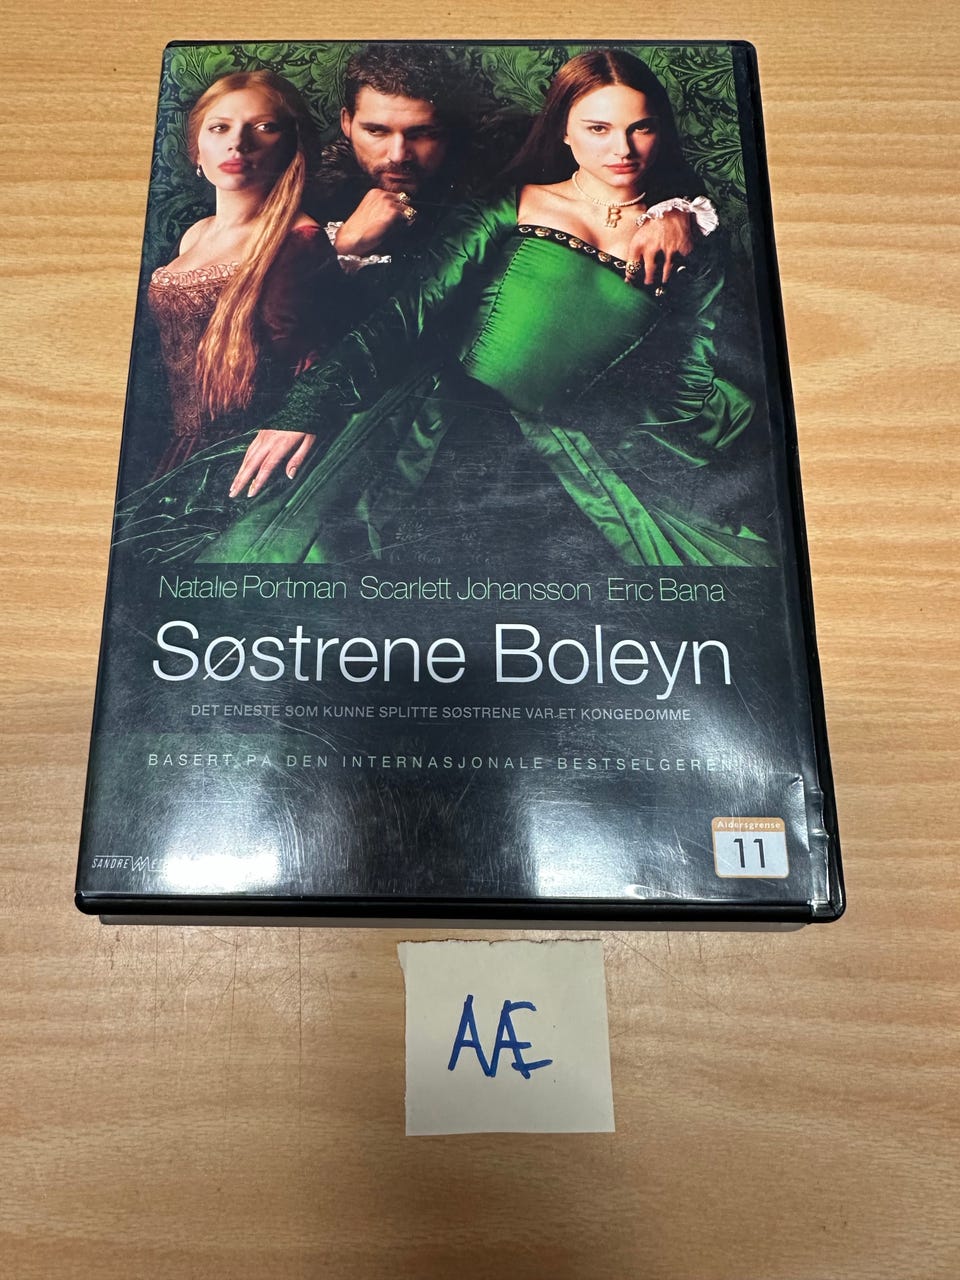 Natalie Portman Scarlett Johansson Eric Bana
Søstrene Boleyn
DET ENESTE SOM KUNNE SPLITTE SØSTRENE VAR ET KONGEDØMME
BASERT PÅ DEN INTERNASJONALE BESTSELGEREN
SANDREW
Aldersgrense
11
AÆ